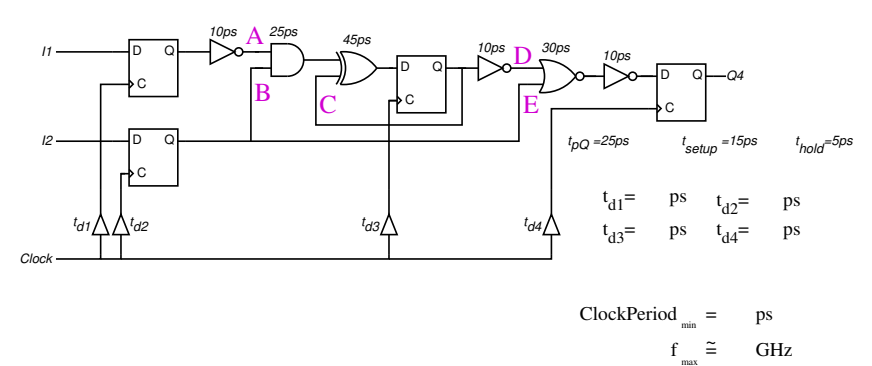 10ps A 25ps 45ps
I1 D Q C
B C D Q C
10ps D 30ps 10ps
E
D Q C Q4
I2 D Q C
t_pQ =25ps t_setup =15ps t_hold=5ps
t_d1 t_d2 t_d3 t_d4
t_d1= ps t_d2= ps
t_d3= ps t_d4= ps
Clock
ClockPeriod_min = ps
f_max ≅ GHz